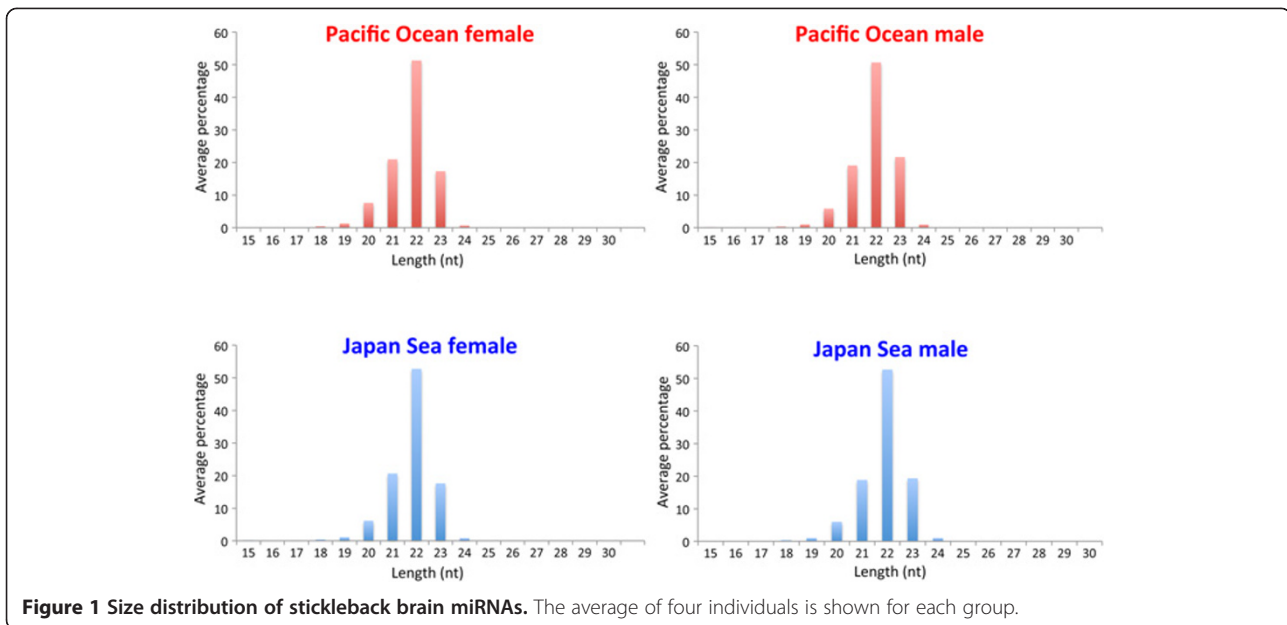 Pacific Ocean female
60
50
40
30
20
10
0
Average percentage
15 16 17 18 19 20 21 22 23 24 25 26 27 28 29 30
Length (nt)
Pacific Ocean male
60
50
40
30
20
10
0
Average percentage
15 16 17 18 19 20 21 22 23 24 25 26 27 28 29 30
Length (nt)
Japan Sea female
60
50
40
30
20
10
0
Average percentage
15 16 17 18 19 20 21 22 23 24 25 26 27 28 29 30
Length (nt)
Japan Sea male
60
50
40
30
20
10
0
Average percentage
15 16 17 18 19 20 21 22 23 24 25 26 27 28 29 30
Length (nt)
Figure 1 Size distribution of stickleback brain miRNAs. The average of four individuals is shown for each group.